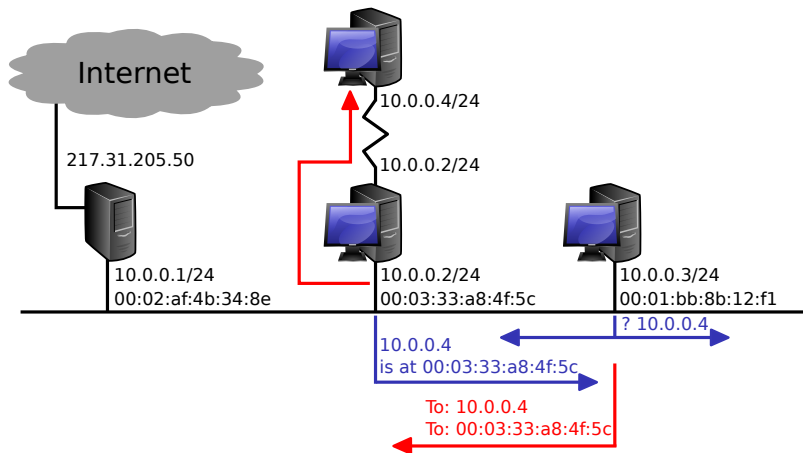 Internet
10.0.0.4/24
217.31.205.50
10.0.0.2/24
10.0.0.1/24
00:02:af:4b:34:8e
10.0.0.2/24
00:03:33:a8:4f:5c
10.0.0.3/24
00:01:bb:8b:12:f1
? 10.0.0.4
10.0.0.4
is at 00:03:33:a8:4f:5c
To: 10.0.0.4
To: 00:03:33:a8:4f:5c